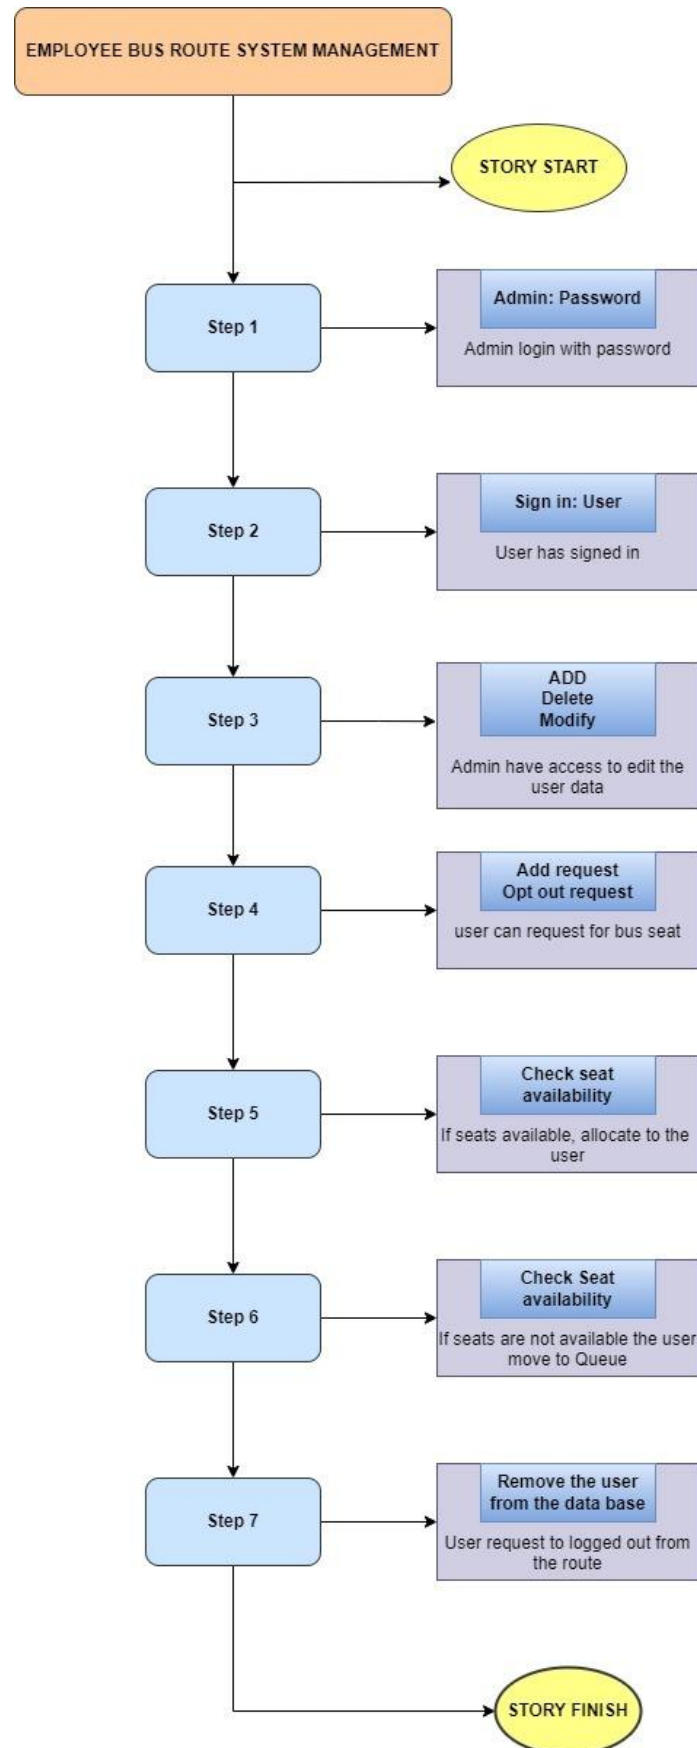 EMPLOYEE BUS ROUTE SYSTEM MANAGEMENT
STORY START
Step 1
Admin: Password
Admin login with password
Step 2
Sign in: User
User has signed in
Step 3
ADD
Delete
Modify
Admin have access to edit the
user data
Step 4
Add request
Opt out request
user can request for bus seat
Step 5
Check seat
availability
If seats available, allocate to the
user
Step 6
Check Seat
availability
If seats are not available the user
move to Queue
Step 7
Remove the user
from the data base
User request to logged out from
the route
STORY FINISH